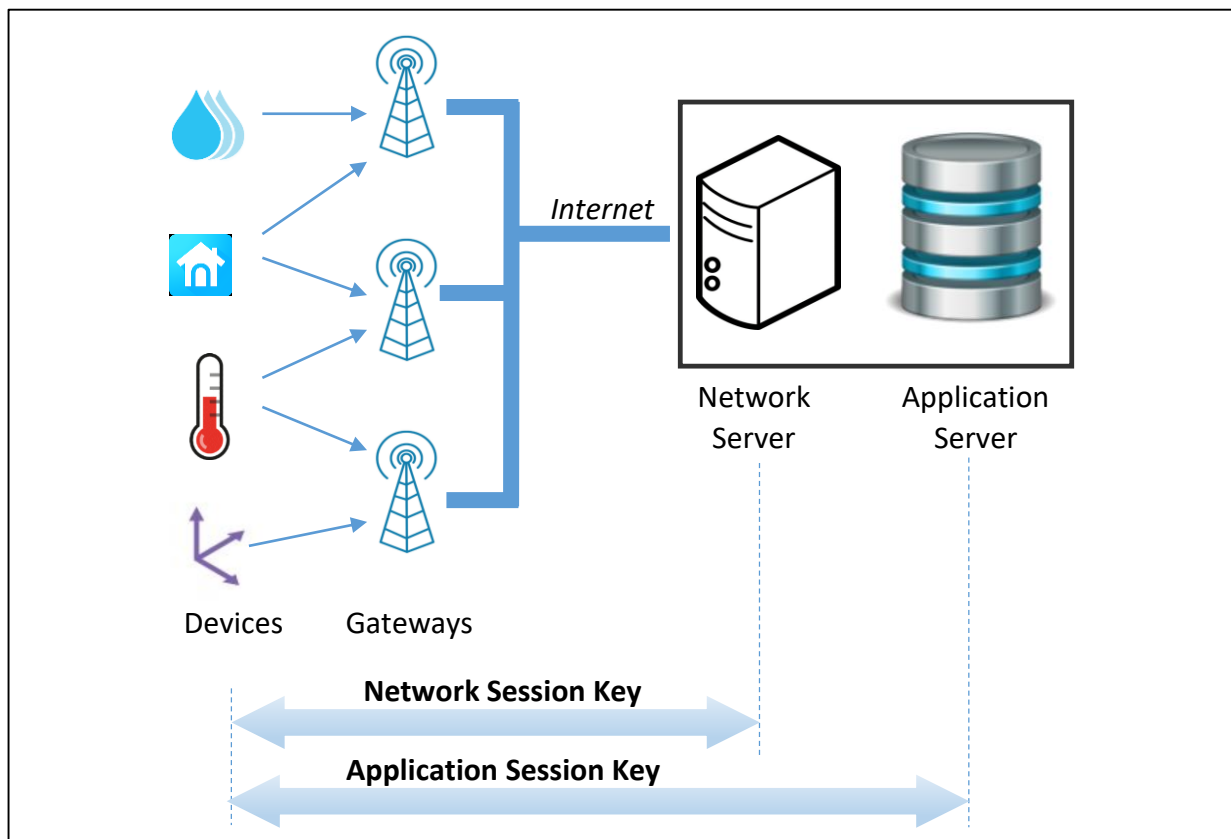 Internet
Network
Server
Application
Server
Devices
Gateways
Network Session Key
Application Session Key